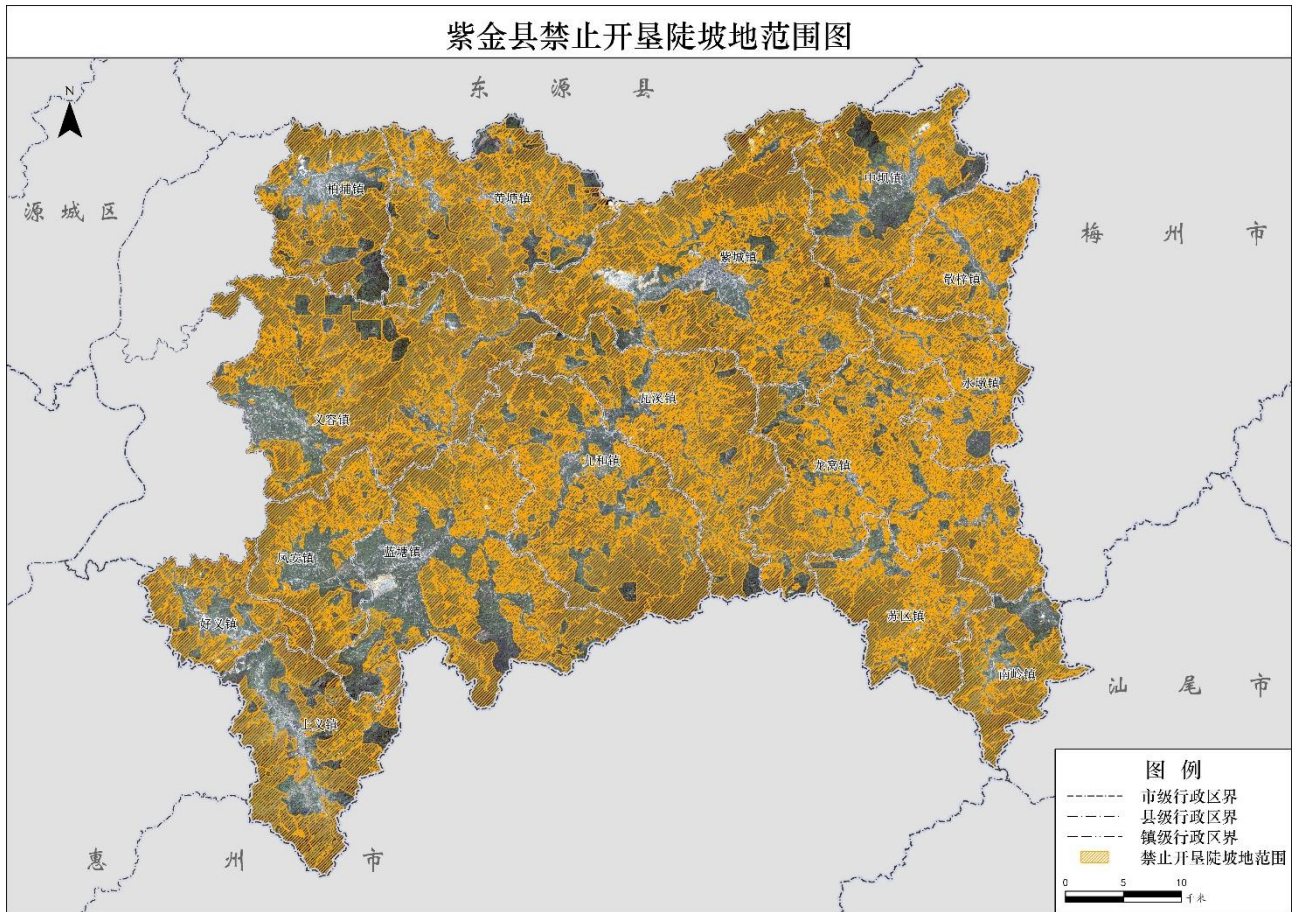 紫金县禁止开垦陡坡地范围图
东源县
N
源城区
柏埔镇
黄塘镇
中坝镇
梅州市
紫城镇
敬梓镇
水墩镇
瓦溪镇
义容镇
九和镇
龙窝镇
凤安镇
蓝塘镇
好义镇
苏区镇
南岭镇
汕尾市
上义镇
惠州市
图例
市级行政区界
县级行政区界
镇级行政区界
禁止开垦陡坡地范围
0 5 10
千米